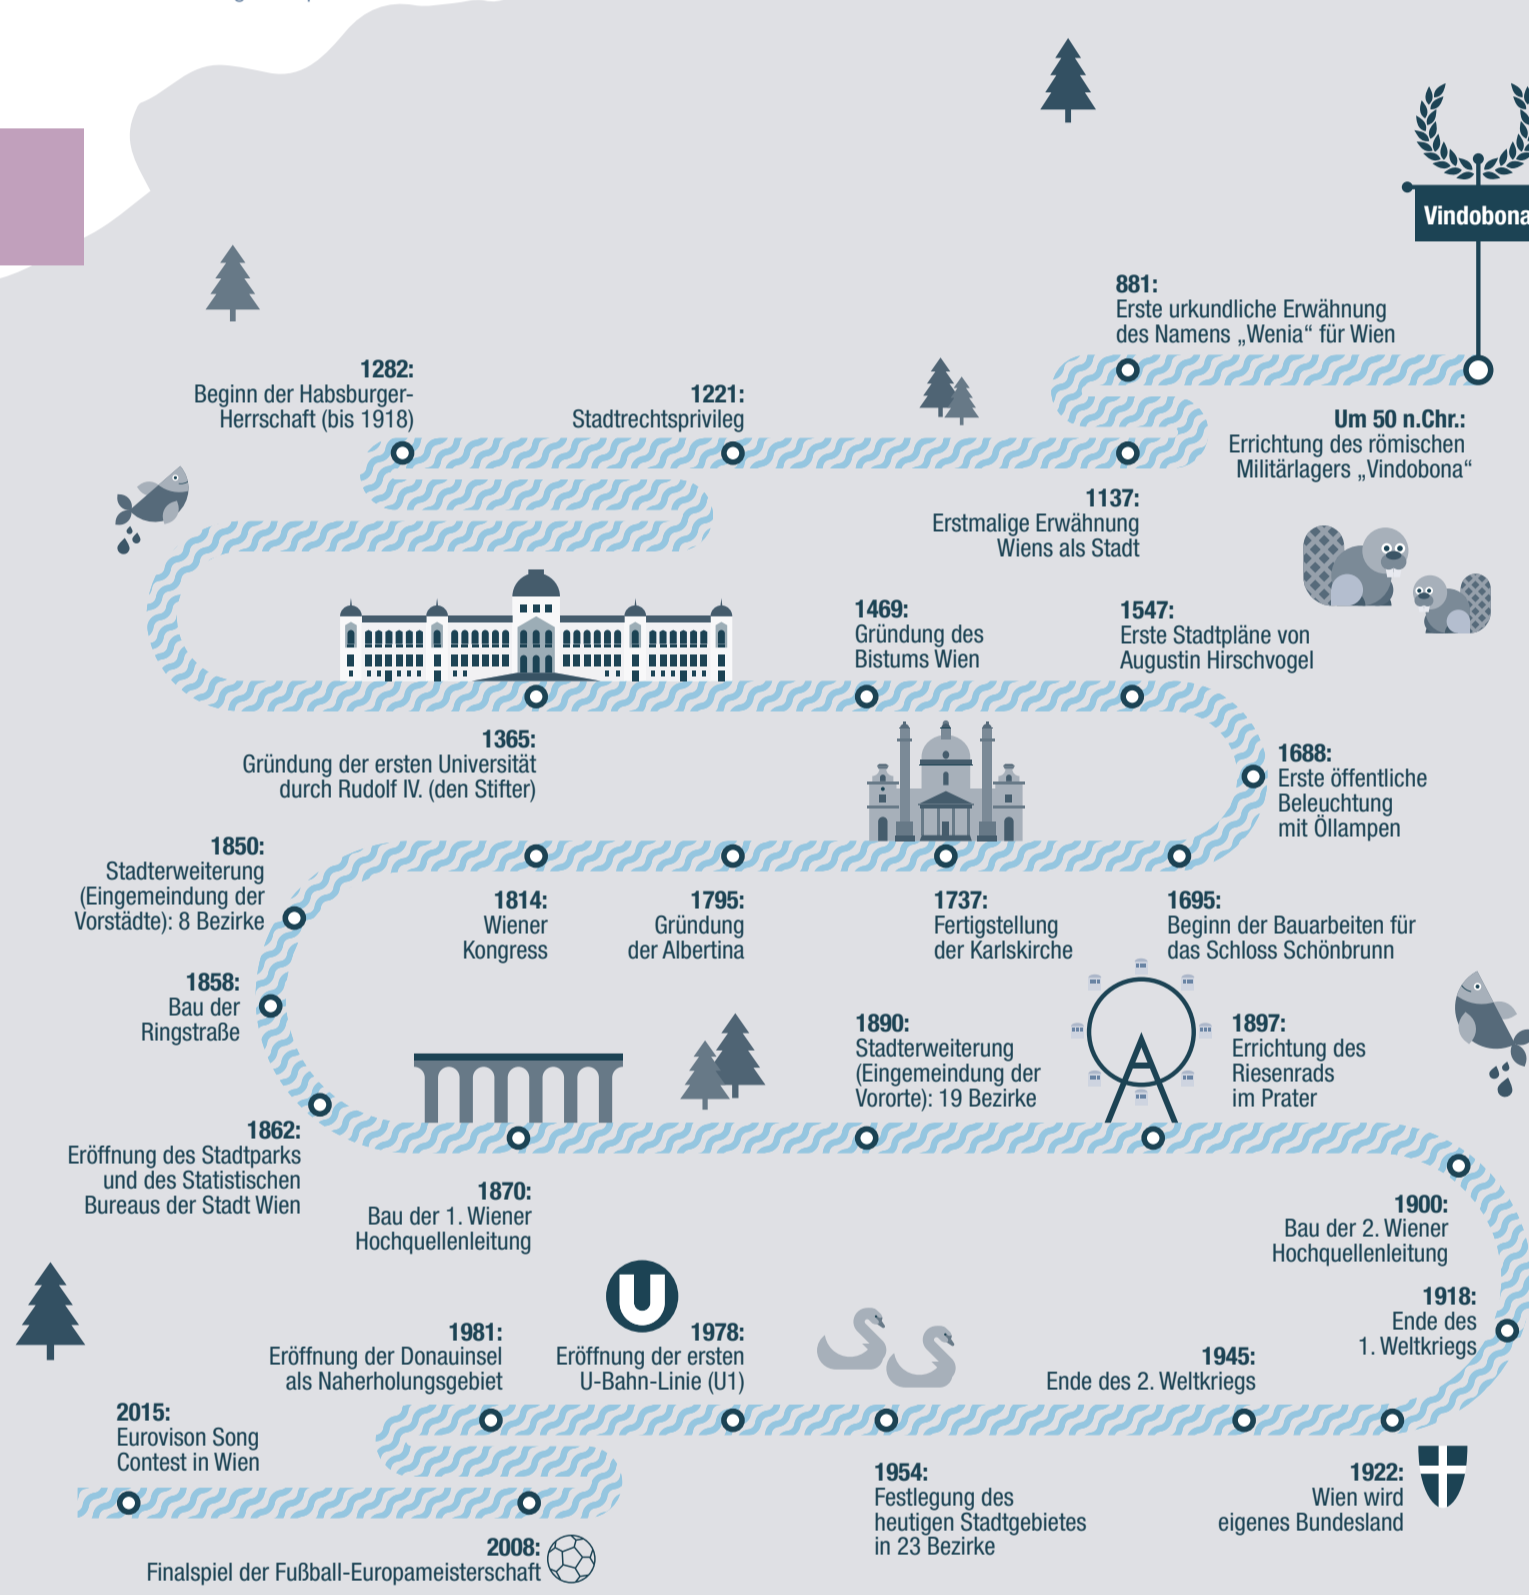 Vindobona
881:
Erste urkundliche Erwähnung
des Namens „Wenia“ für Wien
Um 50 n.Chr.:
Errichtung des römischen
Militärlagers „Vindobona“
1282:
Beginn der Habsburger-
Herrschaft (bis 1918)
1221:
Stadtrechtsprivileg
1137:
Erstmalige Erwähnung
Wiens als Stadt
1469:
Gründung des
Bistums Wien
1547:
Erste Stadtpläne von
Augustin Hirschvogel
1365:
Gründung der ersten Universität
durch Rudolf IV. (den Stifter)
1688:
Erste öffentliche
Beleuchtung
mit Öllampen
1850:
Stadterweiterung
(Eingemeindung der
Vorstädte): 8 Bezirke
1814:
Wiener
Kongress
1795:
Gründung
der Albertina
1737:
Fertigstellung
der Karlskirche
1695:
Beginn der Bauarbeiten für
das Schloss Schönbrunn
1858:
Bau der
Ringstraße
1890:
Stadterweiterung
(Eingemeindung der
Vororte): 19 Bezirke
1897:
Errichtung des
Riesenrads
im Prater
1862:
Eröffnung des Stadtparks
und des Statistischen
Bureaus der Stadt Wien
1870:
Bau der 1. Wiener
Hochquellenleitung
1900:
Bau der 2. Wiener
Hochquellenleitung
1918:
Ende des
1. Weltkriegs
U
1981:
Eröffnung der Donauinsel
als Naherholungsgebiet
1978:
Eröffnung der ersten
U-Bahn-Linie (U1)
1945:
Ende des 2. Weltkriegs
2015:
Eurovison Song
Contest in Wien
1954:
Festlegung des
heutigen Stadtgebietes
in 23 Bezirke
1922:
Wien wird
eigenes Bundesland
2008:
Finalspiel der Fußball-Europameisterschaft